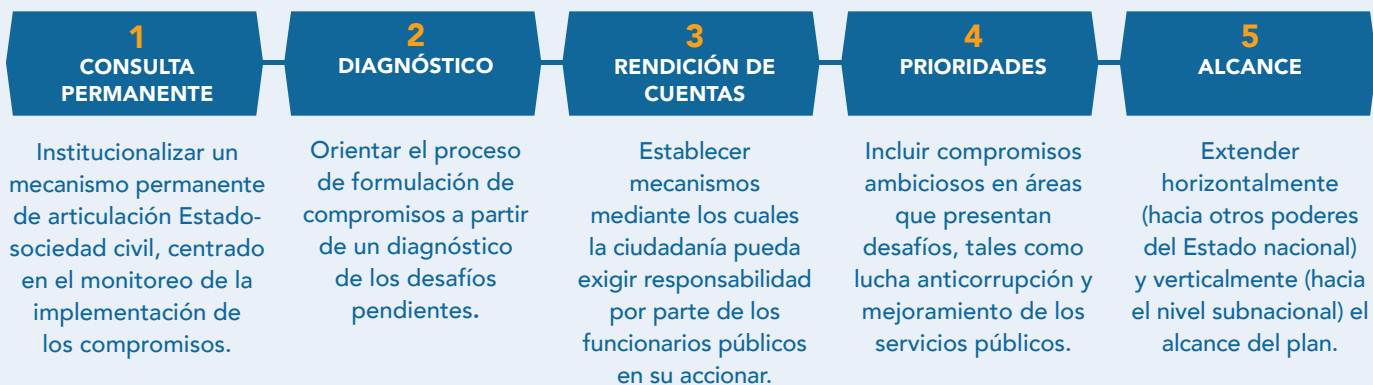 1
CONSULTA
PERMANENTE
Institucionalizar un
mecanismo permanente
de articulación Estado-
sociedad civil, centrado
en el monitoreo de la
implementación de
los compromisos.
2
DIAGNÓSTICO
Orientar el proceso
de formulación de
compromisos a partir
de un diagnóstico
de los desafíos
pendientes.
3
RENDICIÓN DE
CUENTAS
Establecer
mecanismos
mediante los cuales
la ciudadanía pueda
exigir responsabilidad
por parte de los
funcionarios públicos
en su accionar.
4
PRIORIDADES
Incluir compromisos
ambiciosos en áreas
que presentan
desafíos, tales como
lucha anticorrupción y
mejoramiento de los
servicios públicos.
5
ALCANCE
Extender
horizontalmente
(hacia otros poderes
del Estado nacional)
y verticalmente (hacia
el nivel subnacional) el
alcance del plan.